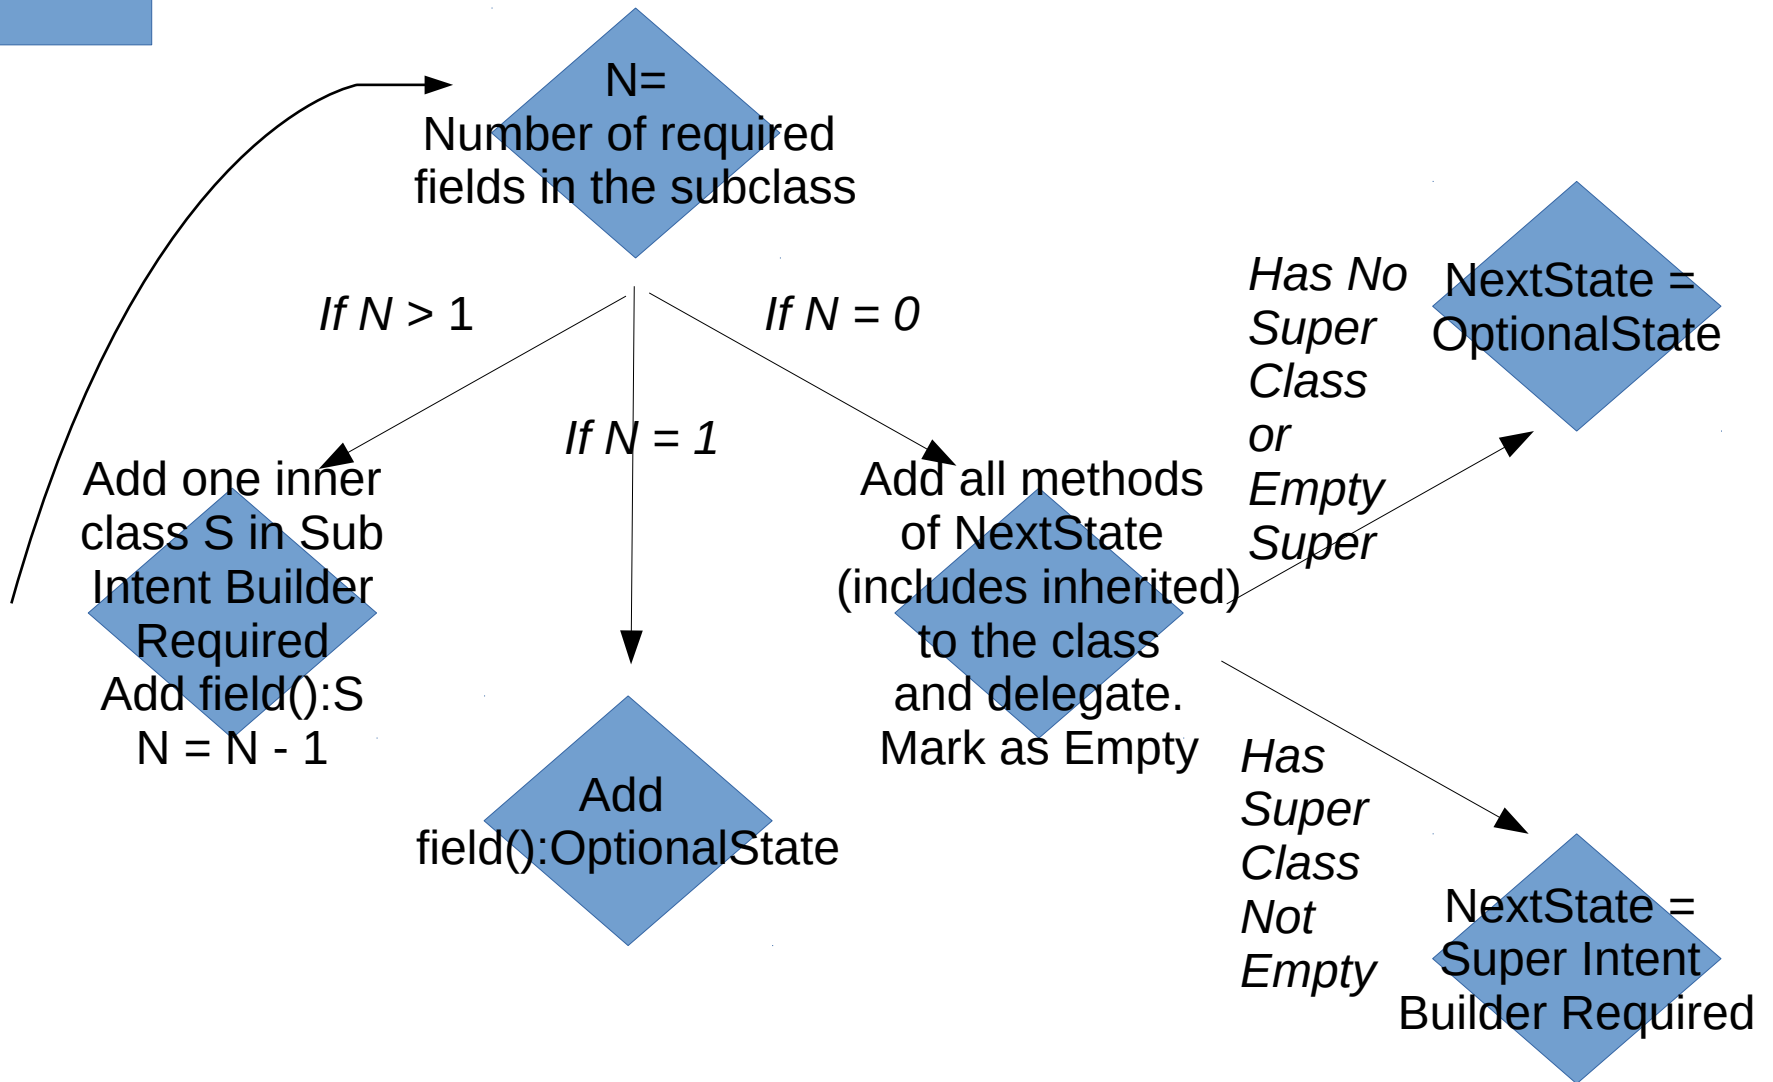 N=
Number of required
fields in the subclass
If N > 1
If N = 0
If N = 1
Add one inner
class S in Sub
Intent Builder
Required
Add field():S
N = N - 1
Add
field():OptionalState
Add all methods
of NextState
(includes inherited)
to the class
and delegate.
Mark as Empty
Has No
Super
Class
or
Empty
Super
NextState =
OptionalState
Has
Super
Class
Not
Empty
NextState =
Super Intent
Builder Required